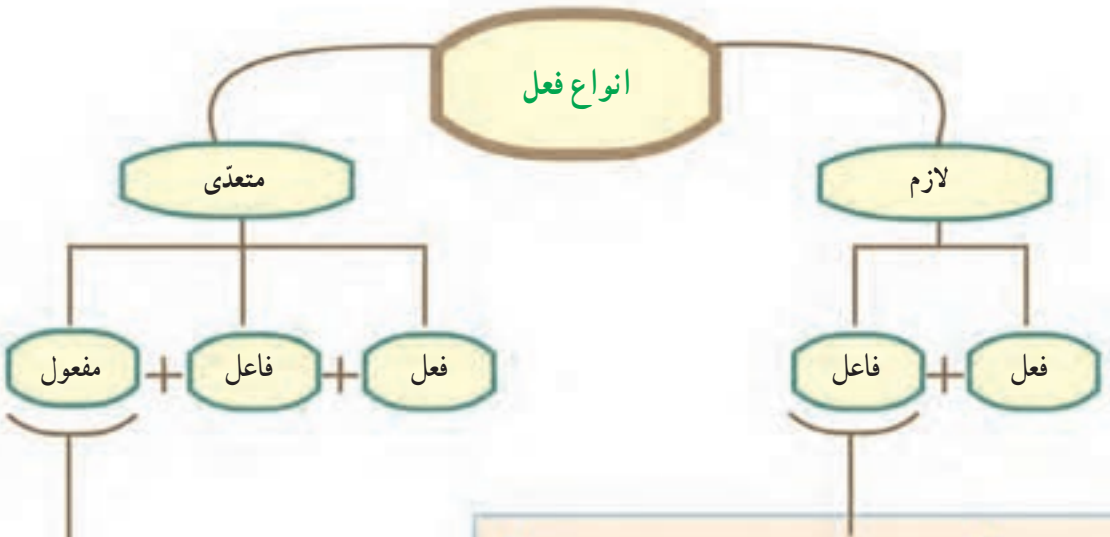 انواع فعل
لازم
متعدّی
فعل + فاعل
فعل + فاعل + مفعول